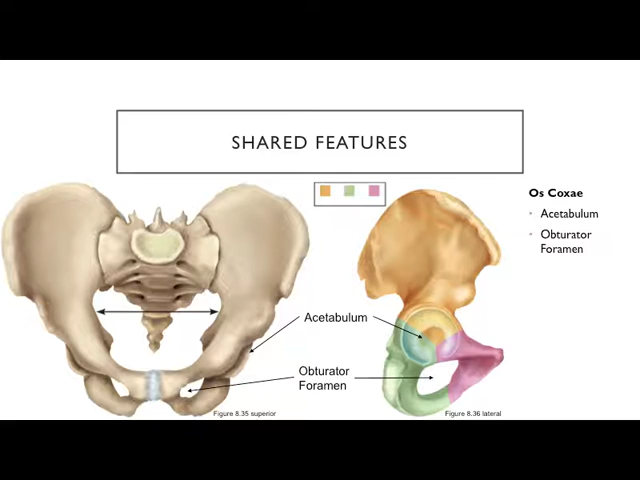 SHARED FEATURES
Os Coxae
• Acetabulum
• Obturator
Foramen
Acetabulum
Obturator
Foramen
Figure 8.35 superior
Figure 8.36 lateral